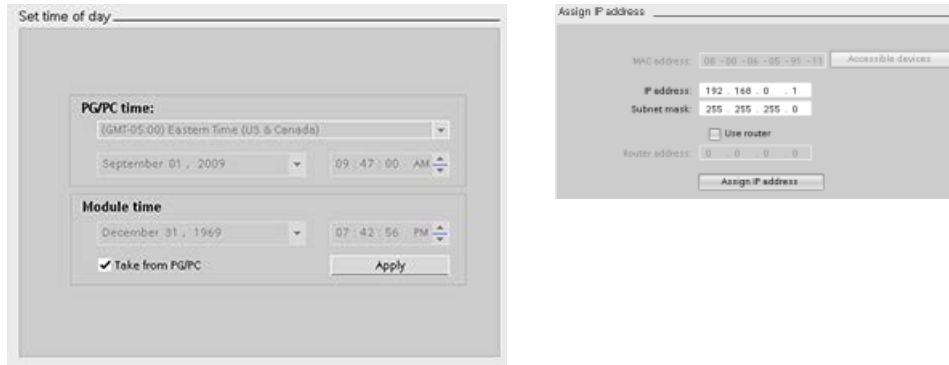 Set time of day
PG/PC time:
(GMT-05:00) Eastern Time (US & Canada)
September 01 , 2009 09 : 47 : 00 AM
Module time
December 31 , 1969 07 : 42 : 56 PM
Take from PG/PC Apply
Assign IP address
MAC address: 08 - 00 - 06 - 05 - 91 - 11 Accessible devices
IP address: 192 . 168 . 0 . 1
Subnet mask: 255 . 255 . 255 . 0
Use router
Router address: 0 . 0 . 0 . 0
Assign IP address